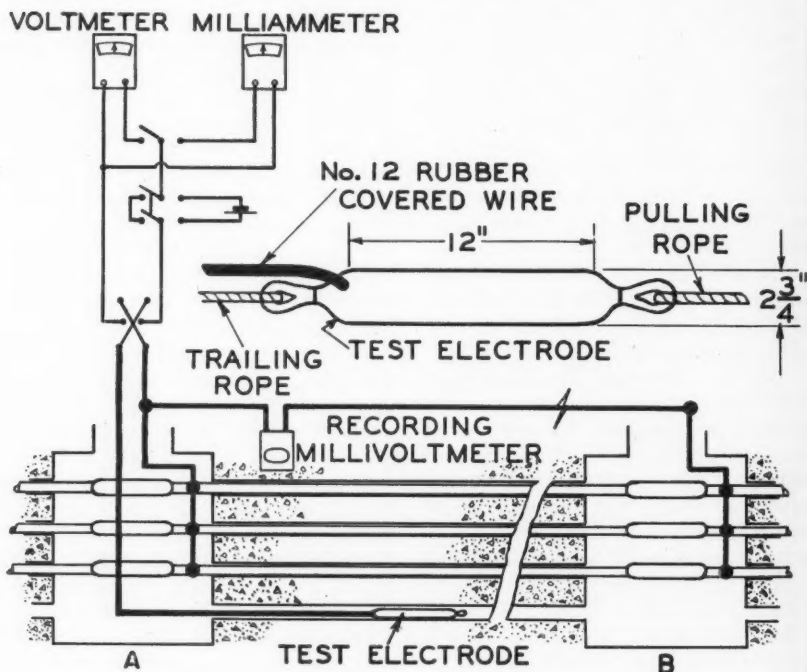 VOLTMETER MILLIAMMETER
No. 12 RUBBER
COVERED WIRE
12"
PULLING
ROPE
2 3/4"
TEST ELECTRODE
TRAILING
ROPE
RECORDING
MILLIVOLTMETER
A
TEST ELECTRODE
B